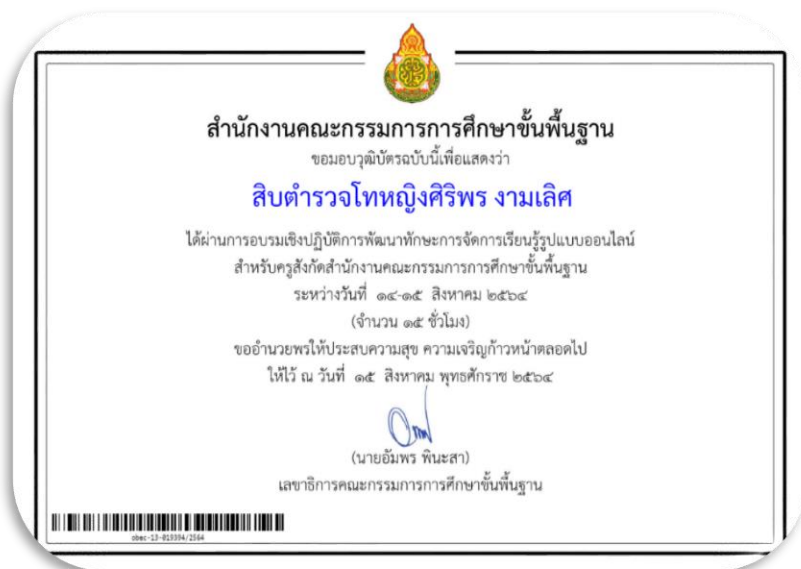 สำนักงานคณะกรรมการการศึกษาขั้นพื้นฐาน
ขอมอบวุฒิบัตรฉบับนี้เพื่อแสดงว่า
สิบตำรวจโทหญิงศิริพร งามเลิศ
ได้ผ่านการอบรมเชิงปฏิบัติการพัฒนาทักษะการจัดการเรียนรู้รูปแบบออนไลน์
สำหรับครูสังกัดสำนักงานคณะกรรมการการศึกษาขั้นพื้นฐาน
ระหว่างวันที่ ๑๔-๑๕ สิงหาคม ๒๕๖๔
(จำนวน ๑๕ ชั่วโมง)
ขออำนวยพรให้ประสบความสุข ความเจริญก้าวหน้าตลอดไป
ให้ไว้ ณ วันที่ ๑๕ สิงหาคม พุทธศักราช ๒๕๖๔
(นายอัมพร พินะสา)
เลขาธิการคณะกรรมการการศึกษาขั้นพื้นฐาน
obec-13-019394/2564